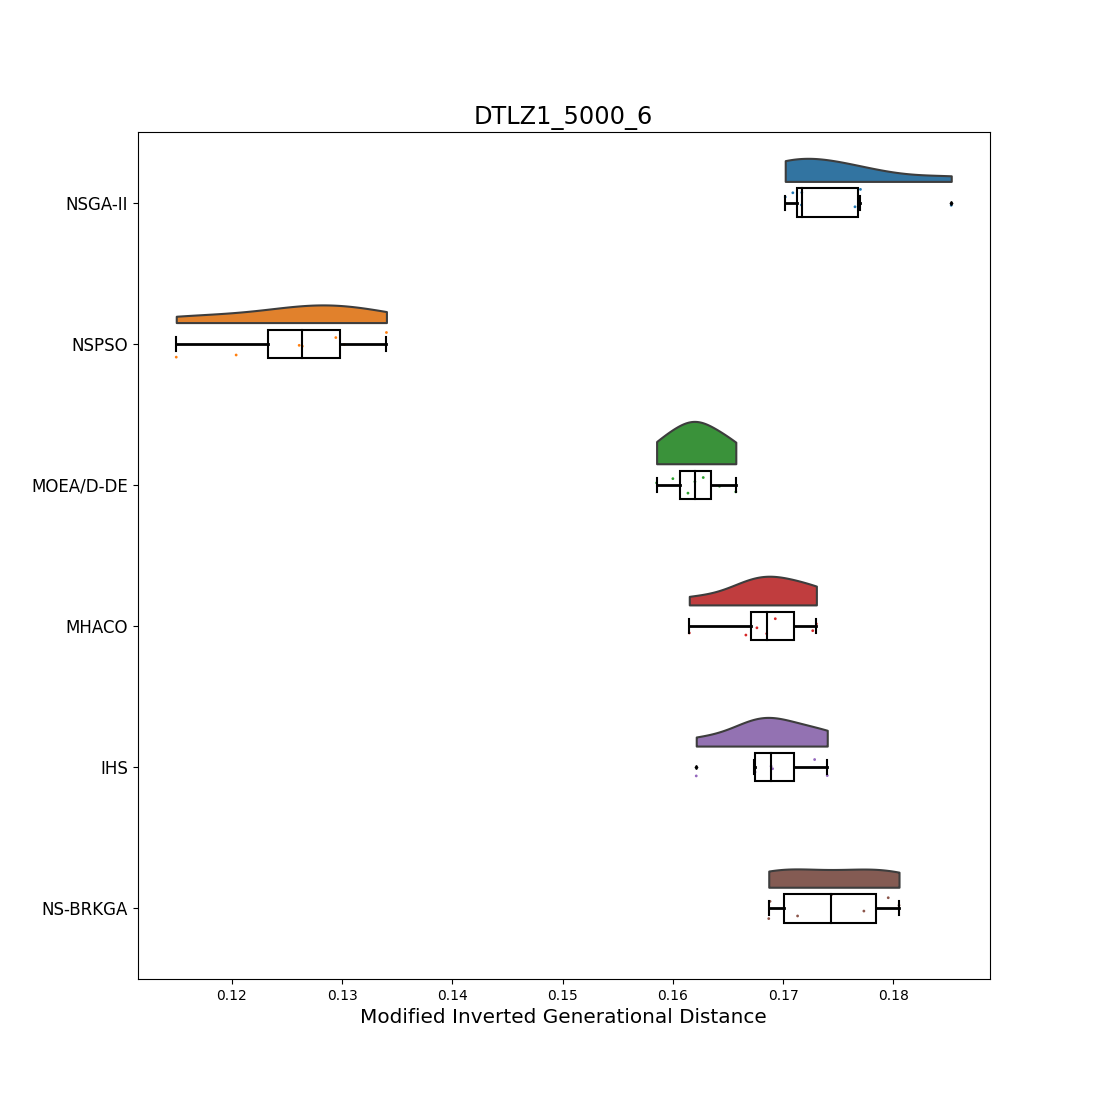 DTLZ1_5000_6
NSGA-II
NSPSO
MOEA/D-DE
MHACO
IHS
NS-BRKGA
0.12 0.13 0.14 0.15 0.16 0.17 0.18
Modified Inverted Generational Distance